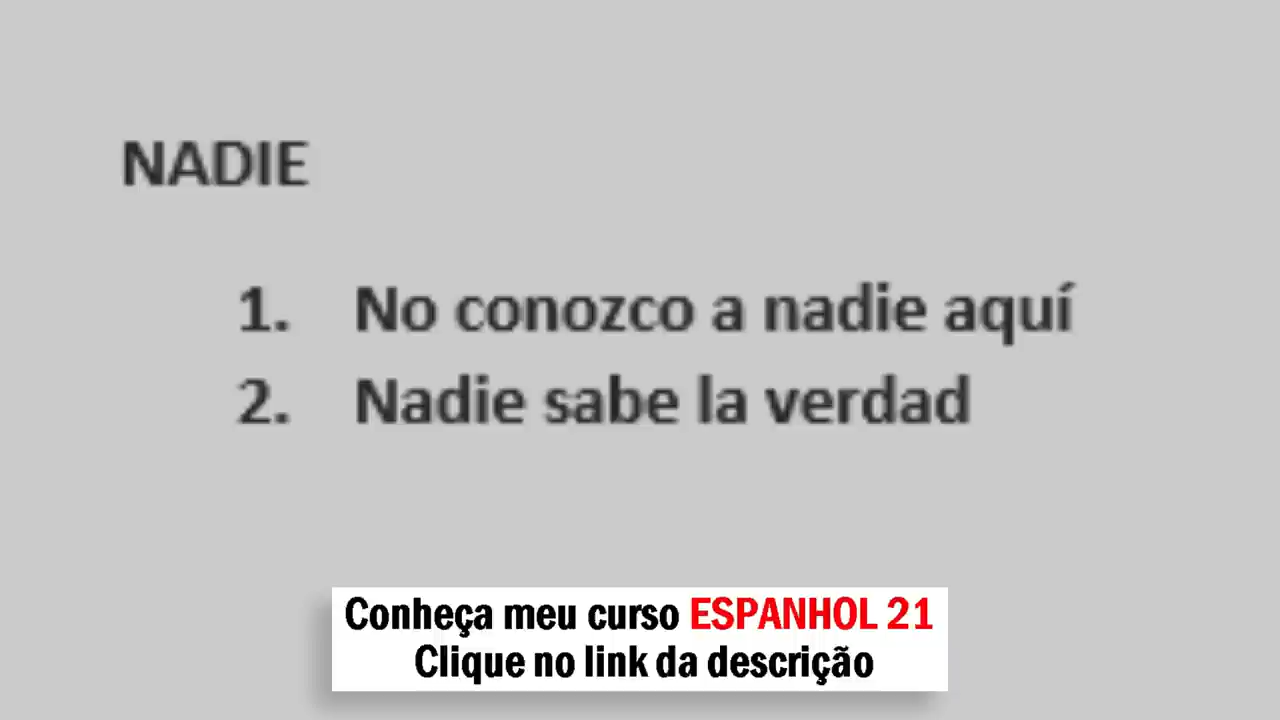 NADIE
1. No conozco a nadie aquí
2. Nadie sabe la verdad
Conheça meu curso ESPANHOL 21
Clique no link da descrição